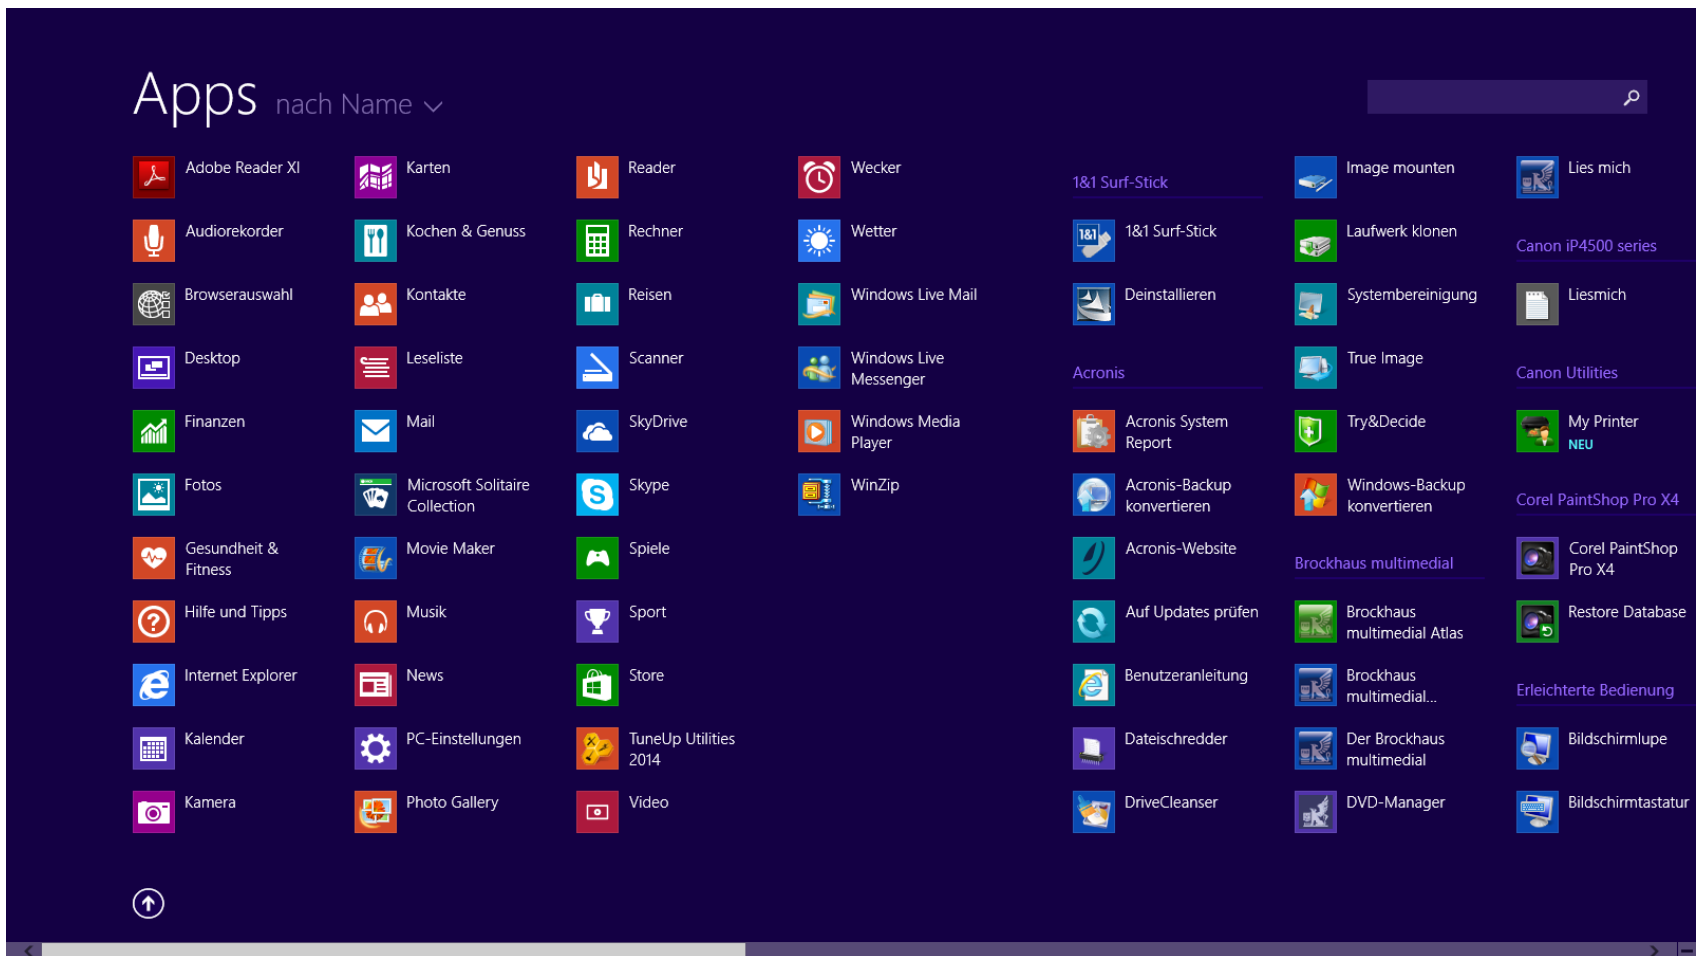 Apps nach Name
Adobe Reader XI
Audiorekorder
Browserauswahl
Desktop
Finanzen
Fotos
Gesundheit &
Fitness
Hilfe und Tipps
Internet Explorer
Kalender
Kamera
Karten
Kochen & Genuss
Kontakte
Leseliste
Mail
Microsoft Solitaire
Collection
Movie Maker
Musik
News
PC-Einstellungen
Photo Gallery
Reader
Rechner
Reisen
Scanner
SkyDrive
Skype
Spiele
Sport
Store
TuneUp Utilities
2014
Video
Wecker
Wetter
Windows Live Mail
Windows Live
Messenger
Windows Media
Player
WinZip
1&1 Surf-Stick
1&1
1&1 Surf-Stick
Deinstallieren
Acronis
Acronis System
Report
Acronis-Backup
konvertieren
Acronis-Website
Auf Updates prüfen
Benutzeranleitung
Dateischredder
DriveCleanser
Image mounten
Laufwerk klonen
Systembereinigung
True Image
Try&Decide
Windows-Backup
konvertieren
Brockhaus multimedial
Brockhaus
multimedial Atlas
Brockhaus
multimedial...
Der Brockhaus
multimedial
DVD-Manager
Lies mich
Canon iP4500 series
Liesmich
Canon Utilities
My Printer
NEU
Corel PaintShop Pro X4
Corel PaintShop
Pro X4
Restore Database
Erleichterte Bedienung
Bildschirmlupe
Bildschirmtastatur